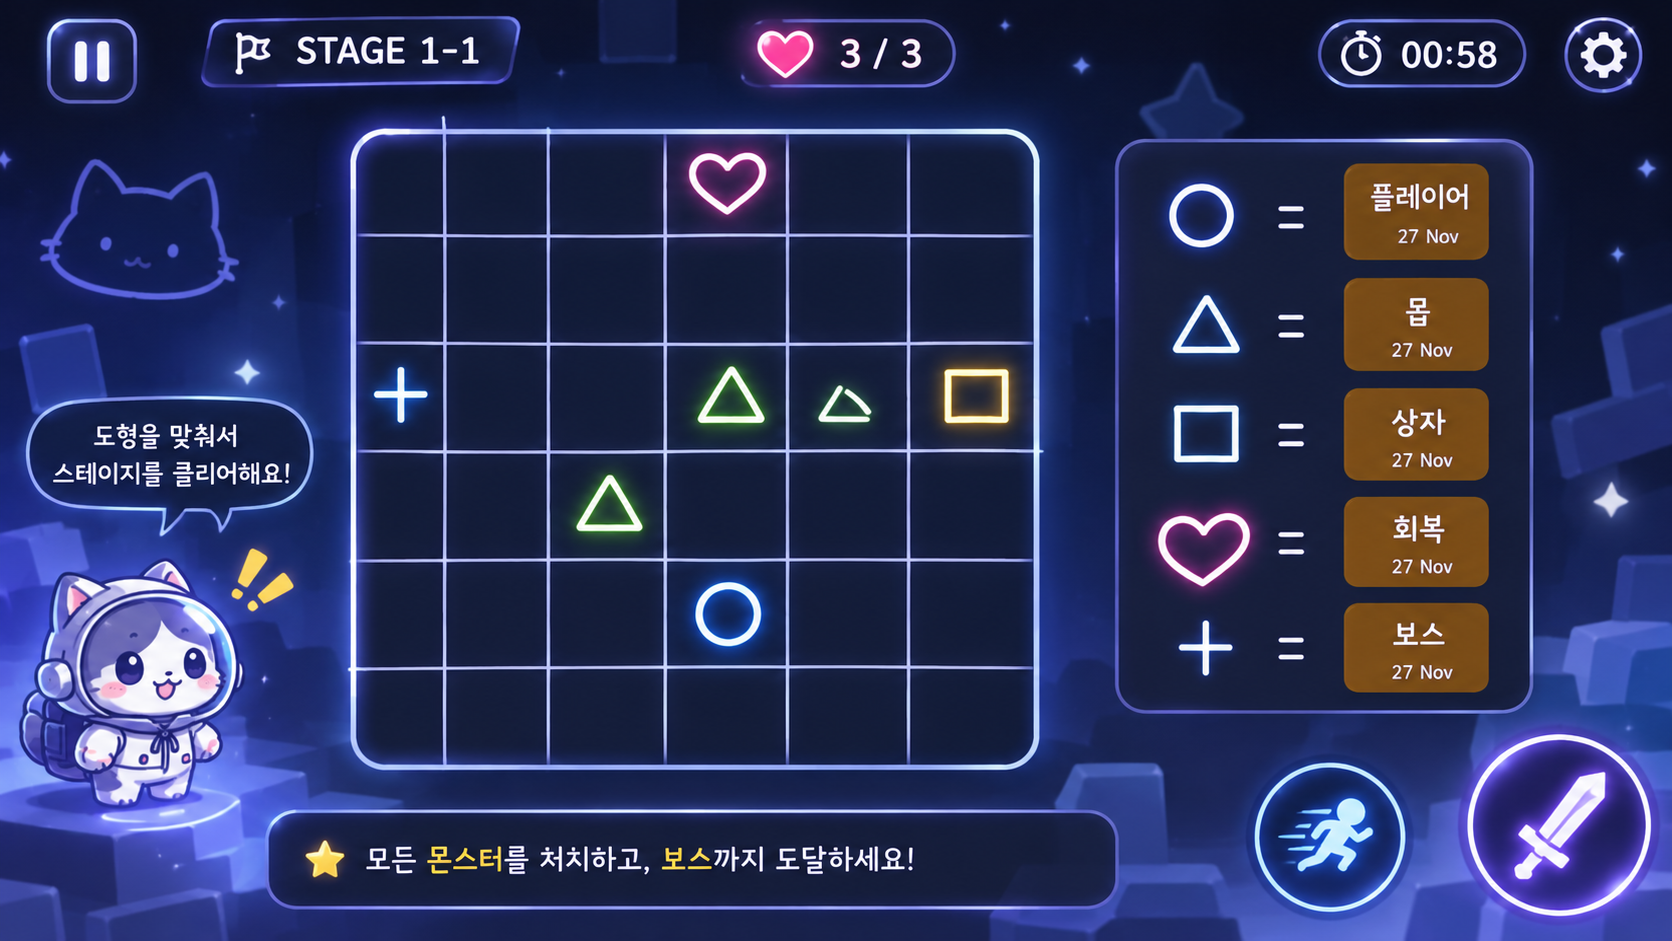 STAGE 1-1
3 / 3
00:58
플레이어
27 Nov
몹
27 Nov
상자
27 Nov
회복
27 Nov
보스
27 Nov
도형을 맞춰서
스테이지를 클리어해요!
모든 몬스터를 처치하고, 보스까지 도달하세요!